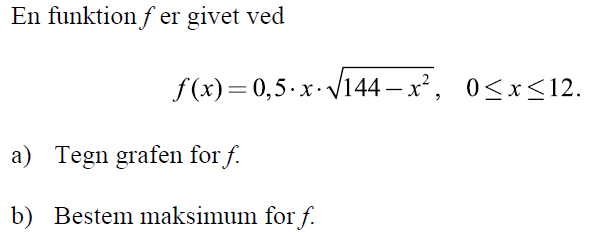 En funktion f er givet ved
f(x) = 0,5·x·√(144 − x²), 0 ≤ x ≤ 12.
a) Tegn grafen for f.
b) Bestem maksimum for f.